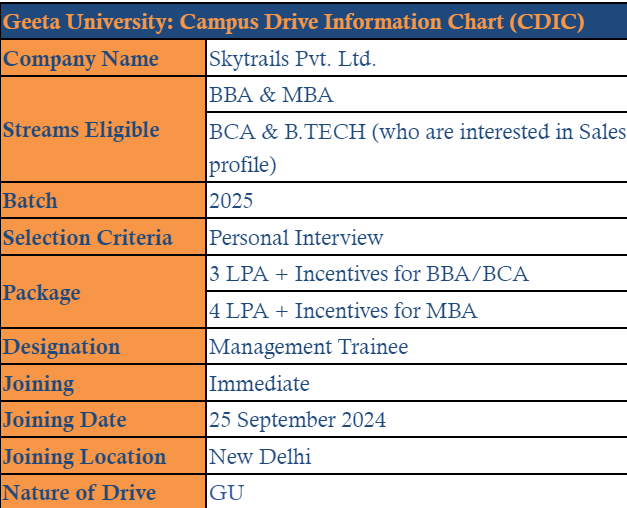 Geeta University: Campus Drive Information Chart (CDIC)
Company Name Skytrails Pvt. Ltd.
Streams Eligible
BBA & MBA
BCA & B.TECH (who are interested in Sales
profile)
Batch 2025
Selection Criteria Personal Interview
Package
3 LPA + Incentives for BBA/BCA
4 LPA + Incentives for MBA
Designation Management Trainee
Joining Immediate
Joining Date 25 September 2024
Joining Location New Delhi
Nature of Drive GU